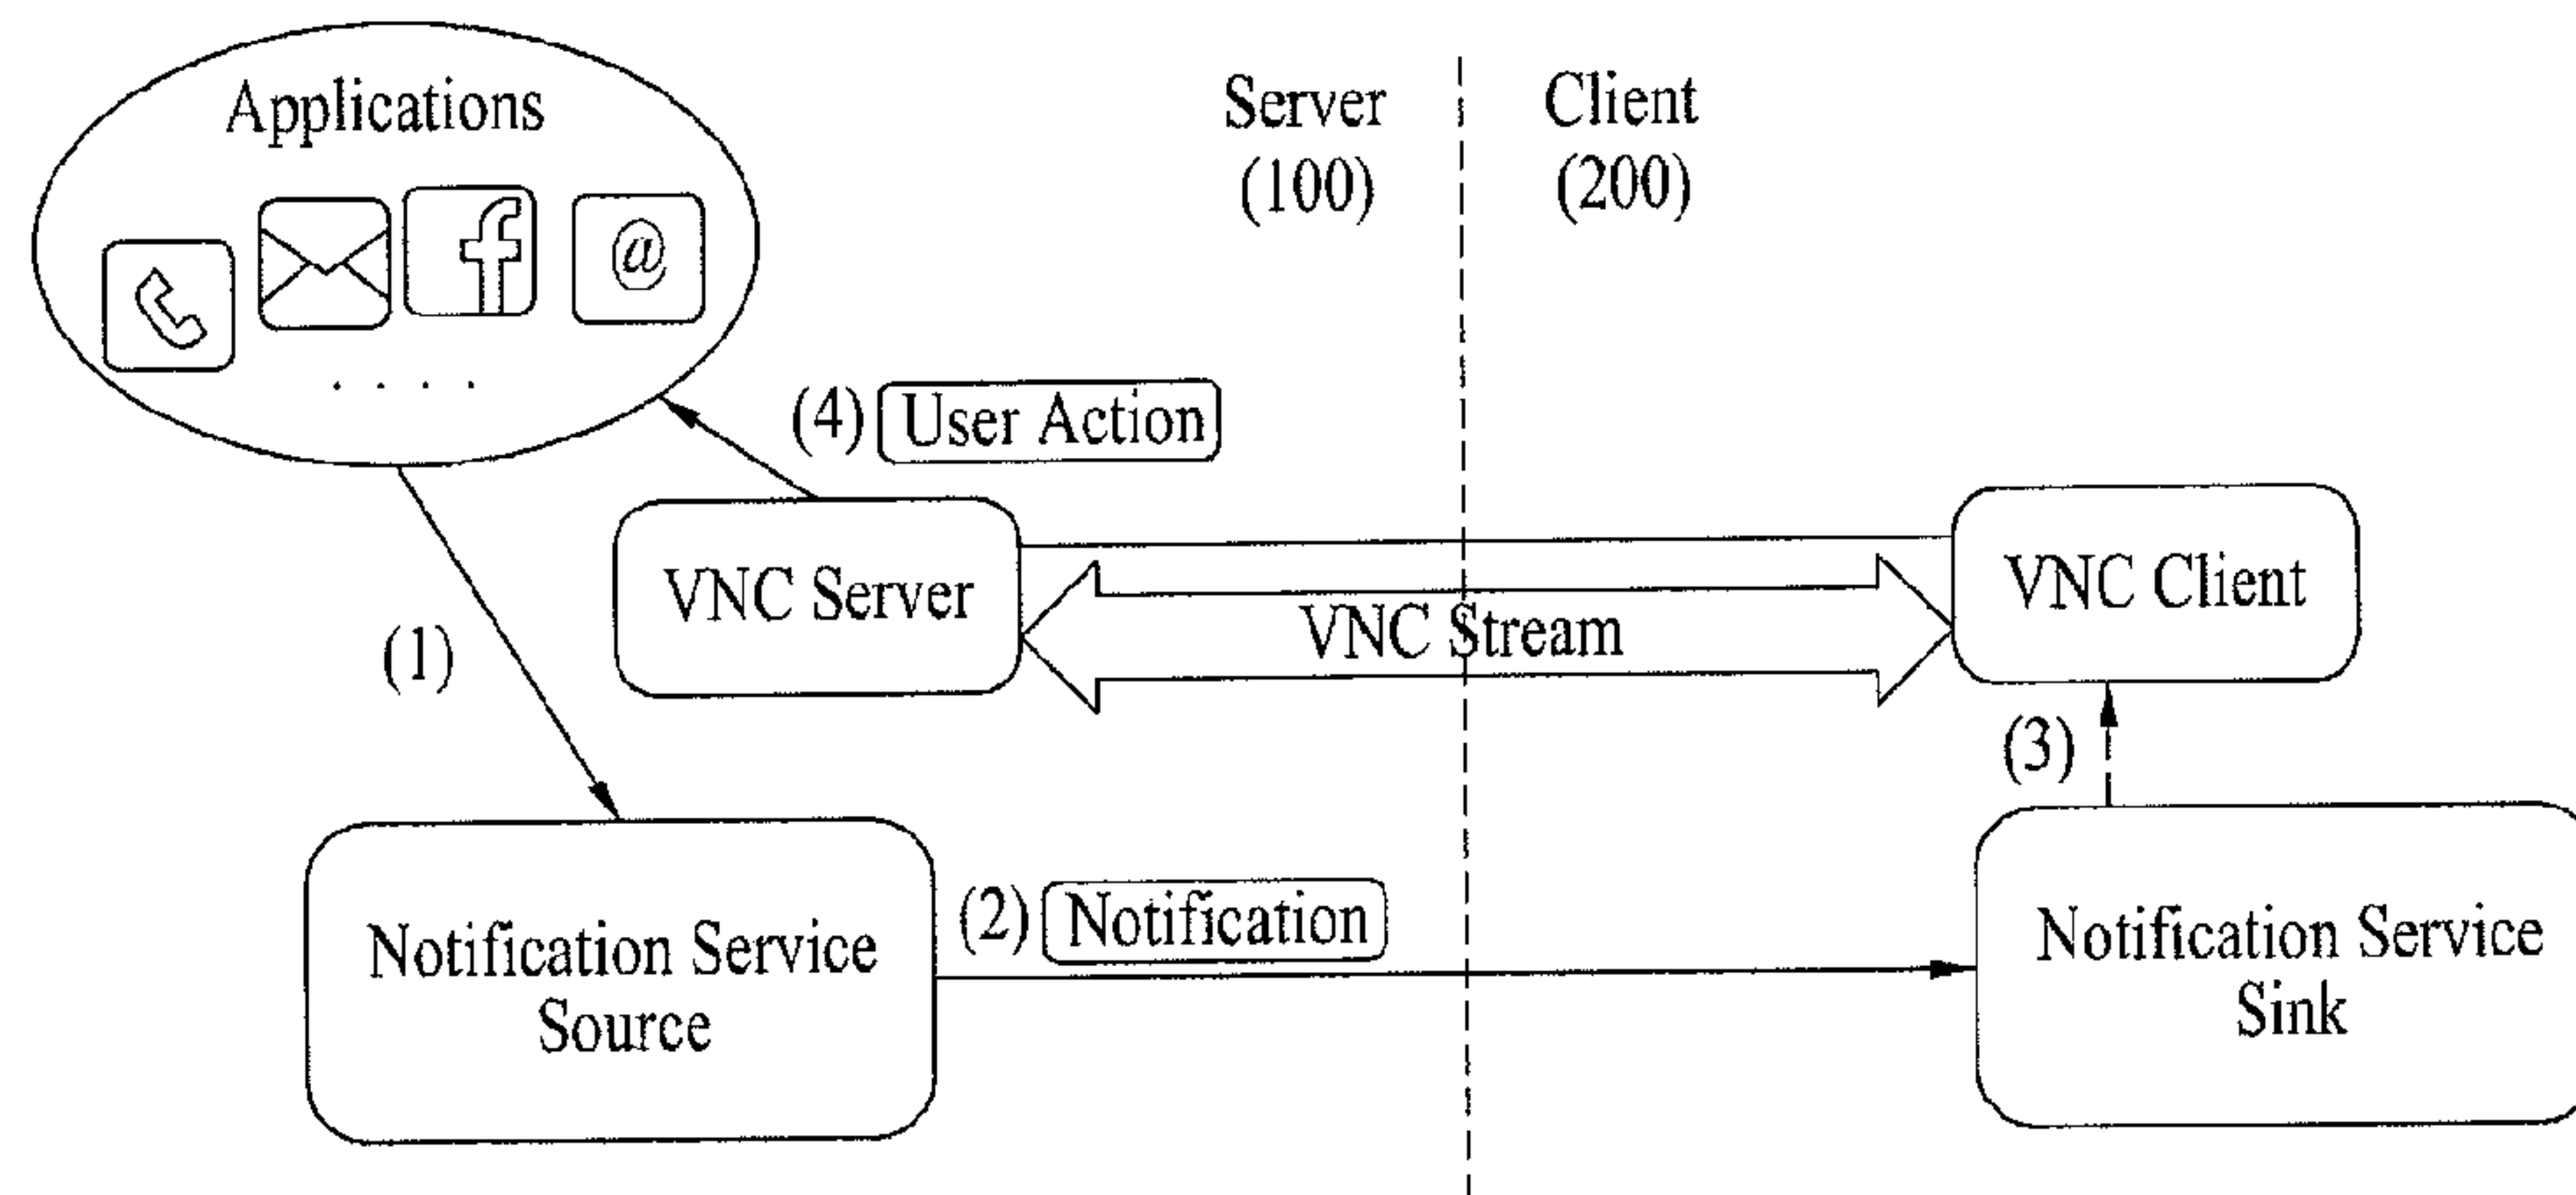 Applications
Server
(100)
Client
(200)
f
@
. . . .
(4) User Action
VNC Server
VNC Stream
VNC Client
(1)
(3)
(2) Notification
Notification Service
Source
Notification Service
Sink